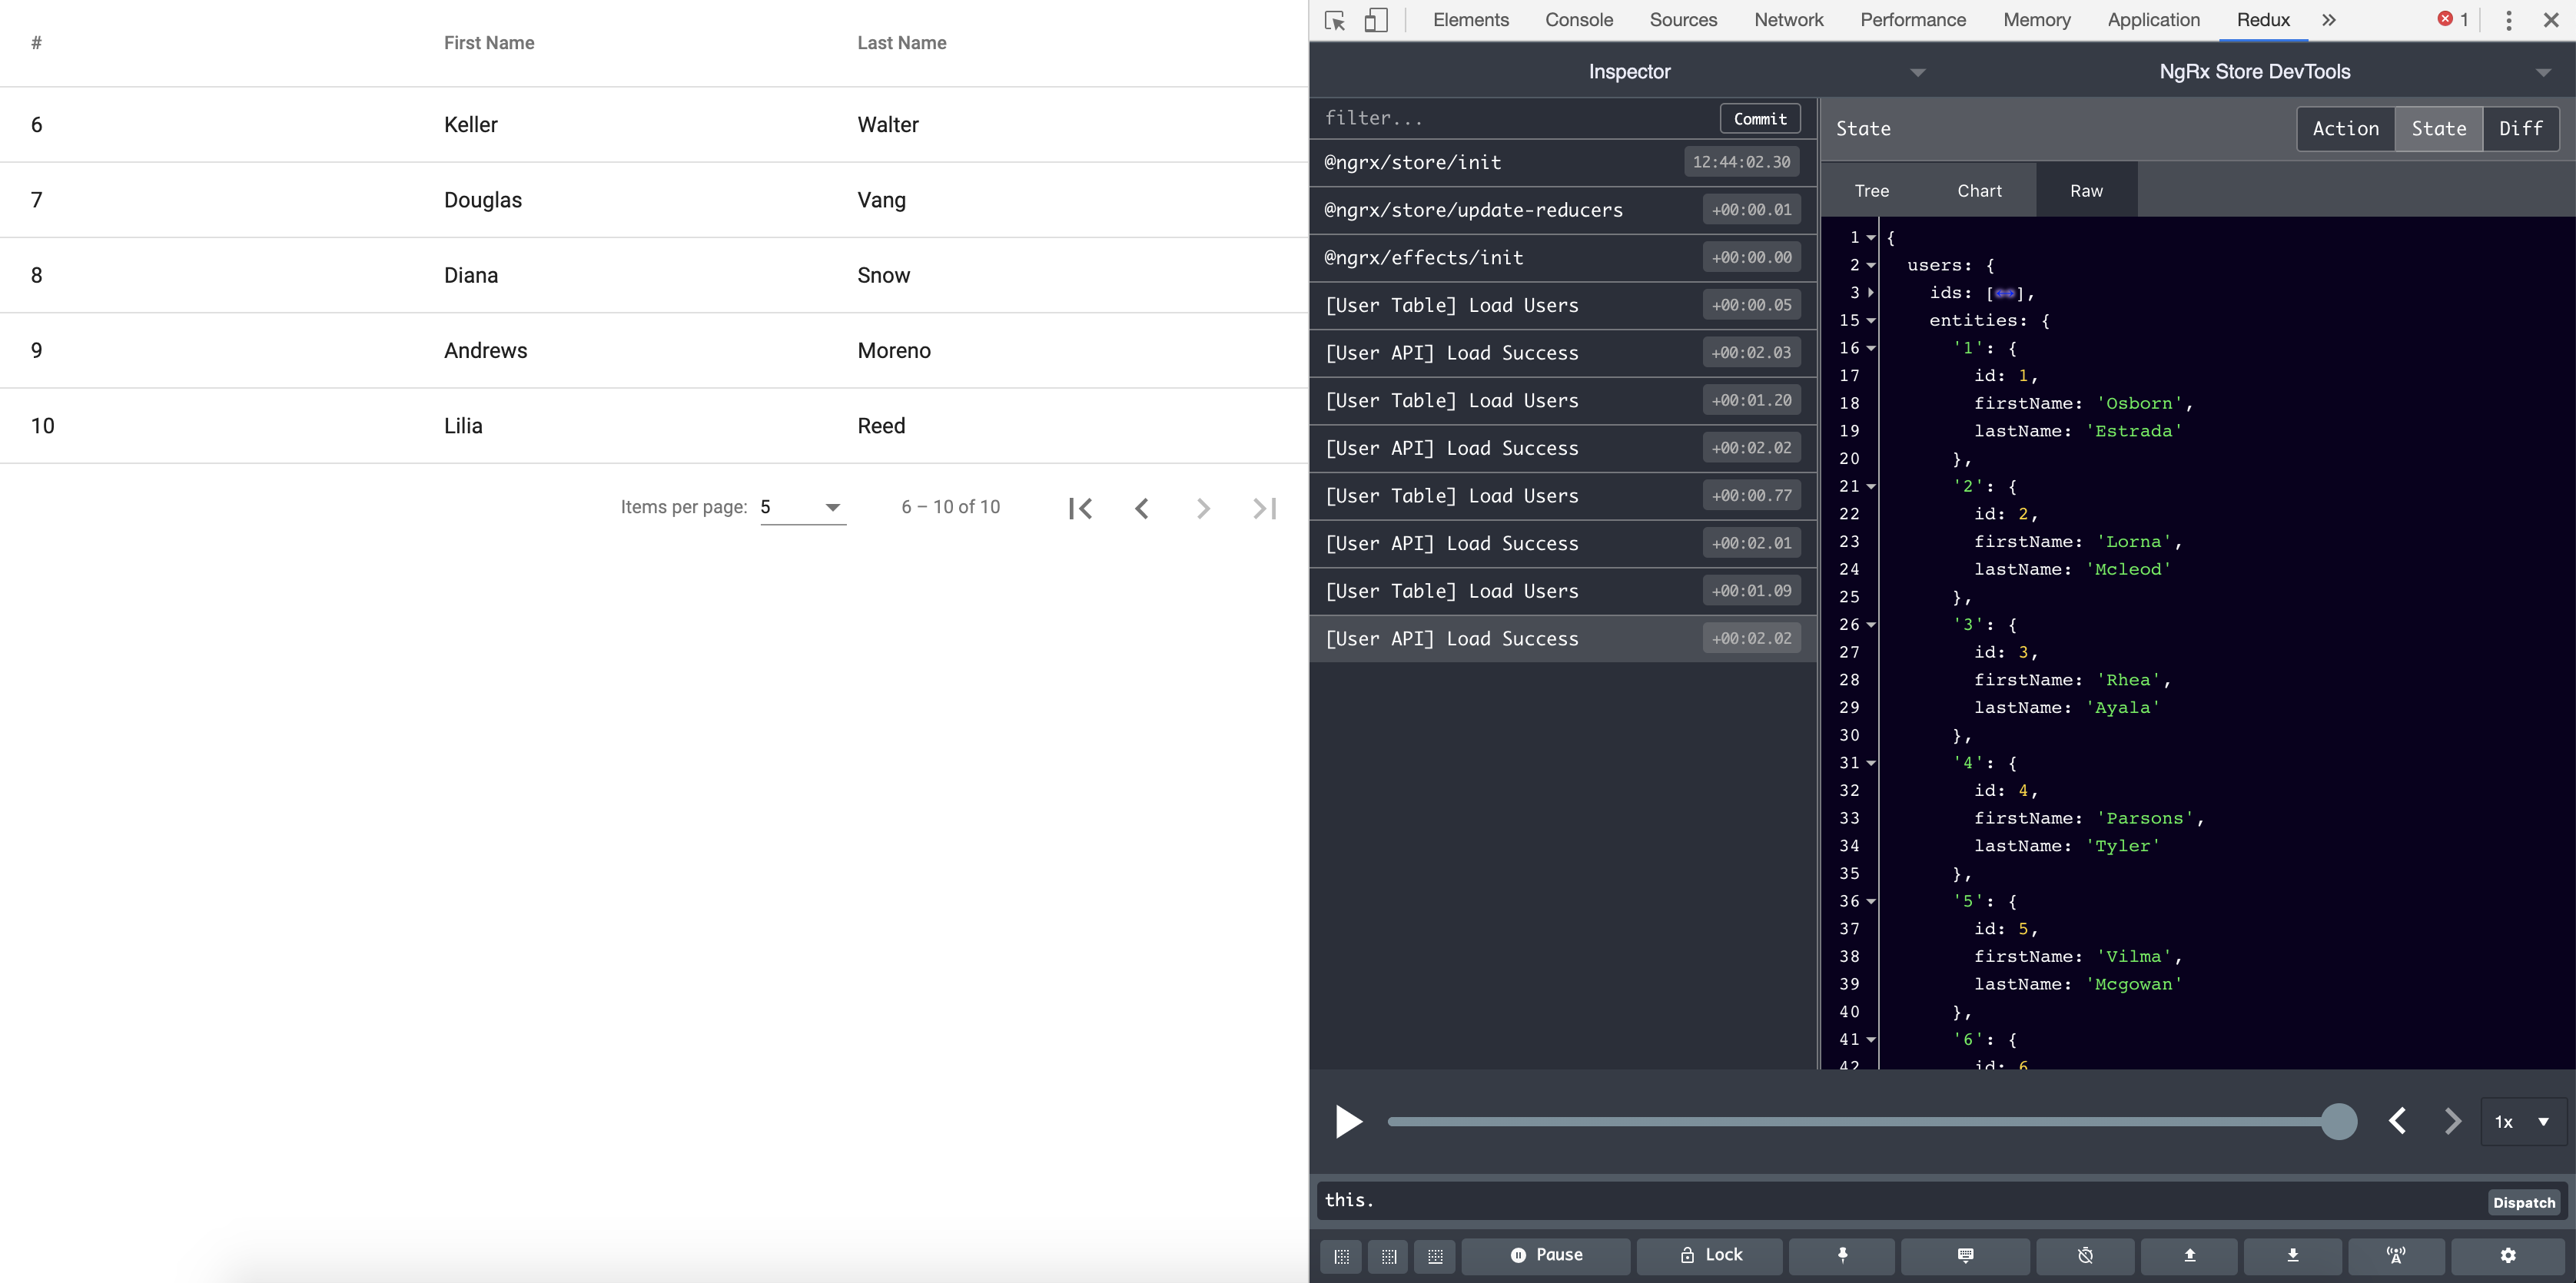 # First Name Last Name
6 Keller Walter
7 Douglas Vang
8 Diana Snow
9 Andrews Moreno
10 Lilia Reed
Items per page: 5 6 – 10 of 10
Elements Console Sources Network Performance Memory Application Redux 1
Inspector NgRx Store DevTools
filter... Commit
@ngrx/store/init 12:44:02.30
@ngrx/store/update-reducers +00:00.01
@ngrx/effects/init +00:00.00
[User Table] Load Users +00:00.05
[User API] Load Success +00:02.03
[User Table] Load Users +00:01.20
[User API] Load Success +00:02.02
[User Table] Load Users +00:00.77
[User API] Load Success +00:02.01
[User Table] Load Users +00:01.09
[User API] Load Success +00:02.02
State Action State Diff
Tree Chart Raw
1 {
2 users: {
3 ids: [↔],
15 entities: {
16 '1': {
17 id: 1,
18 firstName: 'Osborn',
19 lastName: 'Estrada'
20 },
21 '2': {
22 id: 2,
23 firstName: 'Lorna',
24 lastName: 'Mcleod'
25 },
26 '3': {
27 id: 3,
28 firstName: 'Rhea',
29 lastName: 'Ayala'
30 },
31 '4': {
32 id: 4,
33 firstName: 'Parsons',
34 lastName: 'Tyler'
35 },
36 '5': {
37 id: 5,
38 firstName: 'Vilma',
39 lastName: 'Mcgowan'
40 },
41 '6': {
42 id: 6
1x
this. Dispatch
Pause Lock